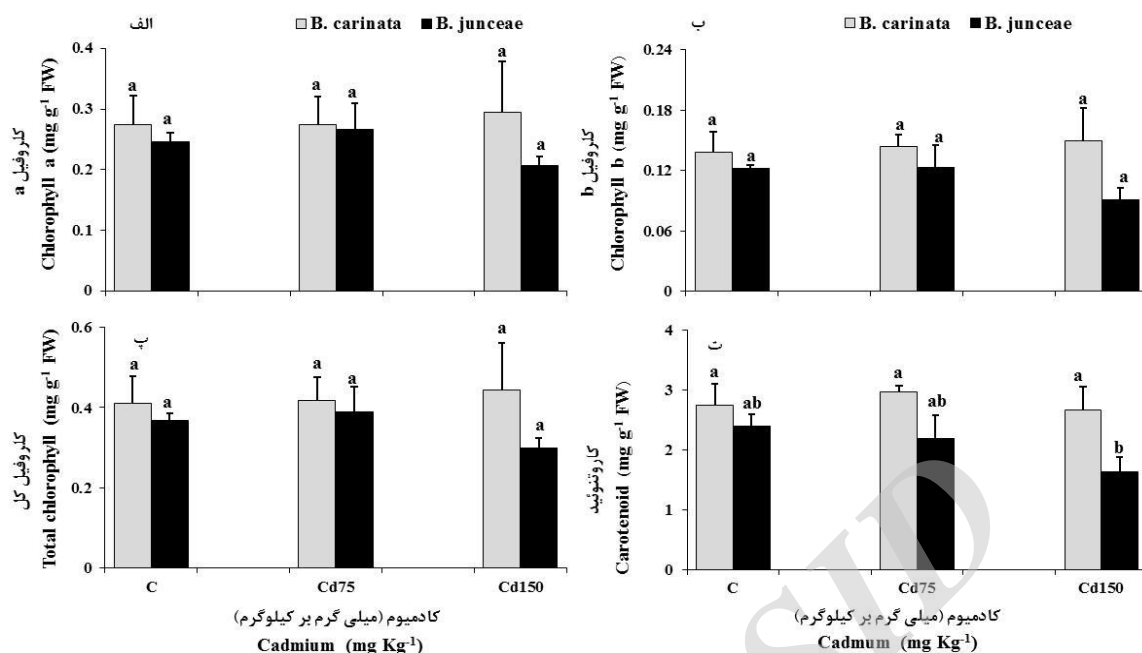 الف
B. carinata B. junceae
کلروفیل a
Chlorophyll a (mg g-1 FW)
0.4
0.3
0.2
0.1
0
a a a a a a
ب
B. carinata B. junceae
کلروفیل b
Chlorophyll b (mg g-1 FW)
0.24
0.18
0.12
0.06
0
a a a a a a
پ
کلروفیل کل
Total chlorophyll (mg g-1 FW)
0.6
0.4
0.2
0
a a a a a a
C Cd75 Cd150
کادمیوم (میلی گرم بر کیلوگرم)
Cadmium (mg Kg-1)
ت
کاروتنوئید
Carotenoid (mg g-1 FW)
4
3
2
1
0
a ab a ab a b
C Cd75 Cd150
کادمیوم (میلی گرم بر کیلوگرم)
Cadmum (mg Kg-1)
SID